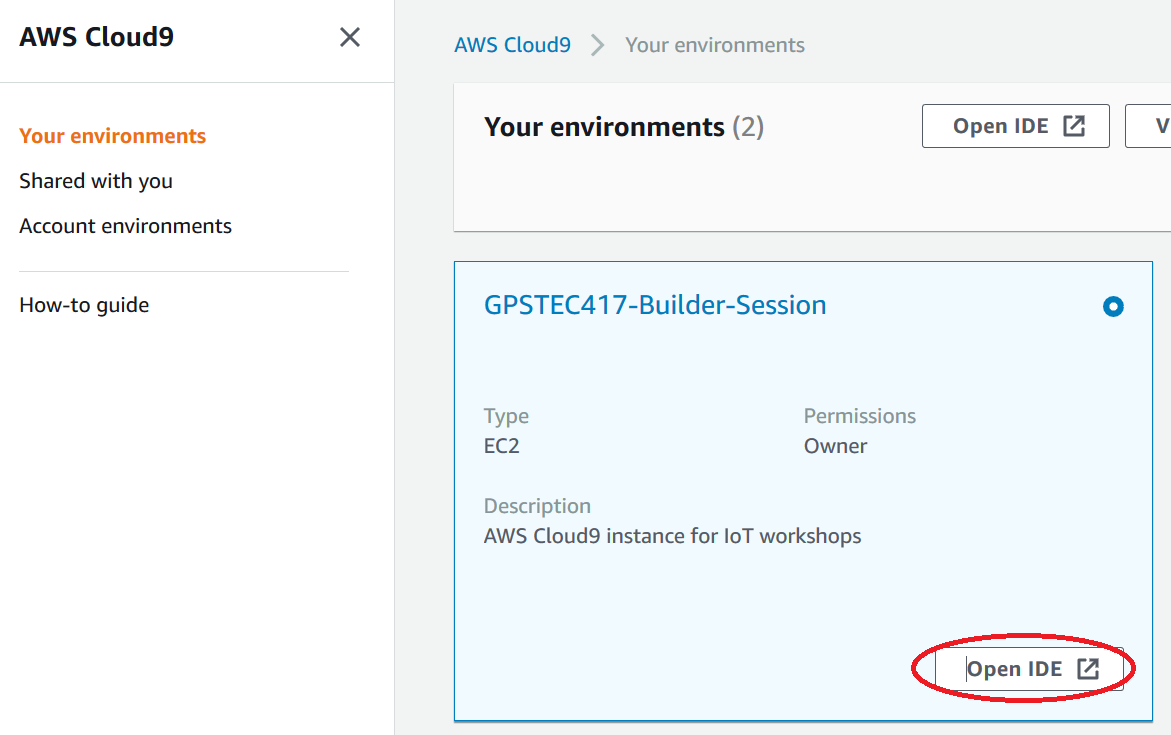 AWS Cloud9
Your environments
Shared with you
Account environments
How-to guide
AWS Cloud9 > Your environments
Your environments (2)
Open IDE
V
GPSTEC417-Builder-Session
Type
EC2
Permissions
Owner
Description
AWS Cloud9 instance for IoT workshops
Open IDE